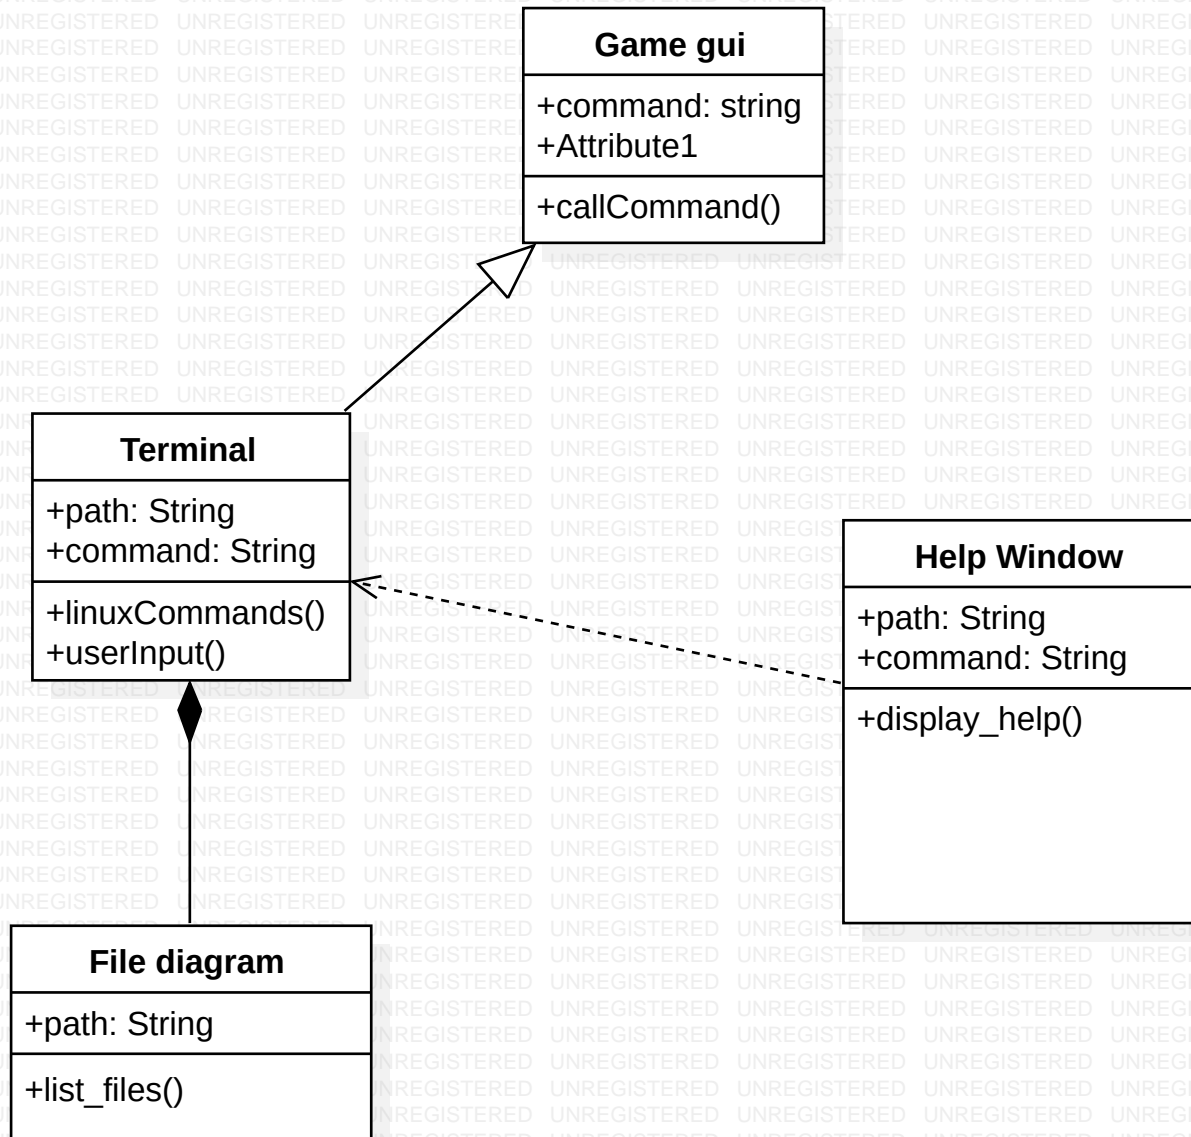 Game gui
+command: string
+Attribute1
+callCommand()
Terminal
+path: String
+command: String
+linuxCommands()
+userInput()
Help Window
+path: String
+command: String
+display_help()
File diagram
+path: String
+list_files()
UNREGISTERED